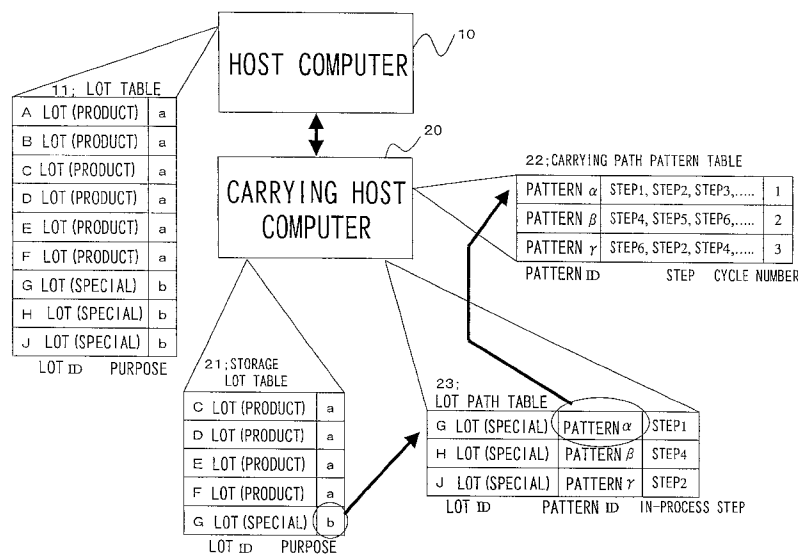 HOST COMPUTER
10
11; LOT TABLE
A LOT (PRODUCT) a
B LOT (PRODUCT) a
C LOT (PRODUCT) a
D LOT (PRODUCT) a
E LOT (PRODUCT) a
F LOT (PRODUCT) a
G LOT (SPECIAL) b
H LOT (SPECIAL) b
J LOT (SPECIAL) b
LOT ID PURPOSE
20
CARRYING HOST
COMPUTER
22;CARRYING PATH PATTERN TABLE
PATTERN α STEP1, STEP2, STEP3,..... 1
PATTERN β STEP4, STEP5, STEP6,..... 2
PATTERN γ STEP6, STEP2, STEP4,..... 3
PATTERN ID STEP CYCLE NUMBER
21;STORAGE
LOT TABLE
C LOT (PRODUCT) a
D LOT (PRODUCT) a
E LOT (PRODUCT) a
F LOT (PRODUCT) a
G LOT (SPECIAL) b
LOT ID PURPOSE
23;
LOT PATH TABLE
G LOT (SPECIAL) PATTERN α STEP1
H LOT (SPECIAL) PATTERN β STEP4
J LOT (SPECIAL) PATTERN γ STEP2
LOT ID PATTERN ID IN-PROCESS STEP